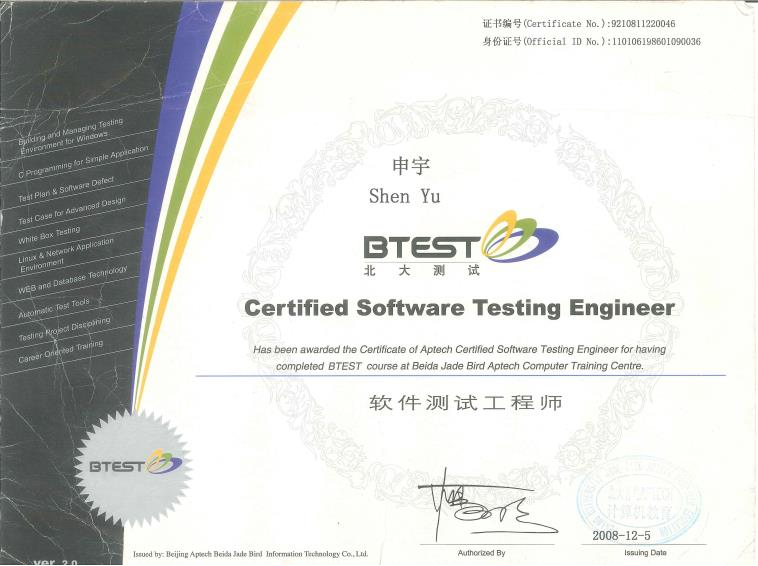 证书编号(Certificate No.):9210811220046
身份证号(Official ID No.):110106198601090036
Building and Managing Testing
Environment for Windows
C Programming for Simple Application
Test Plan & Software Defect
Test Case for Advanced Design
White Box Testing
Linux & Network Application
Environment
WEB and Database Technology
Automatic Test Tools
Testing Project Disciplining
Career Oriented Training
申宇
Shen Yu
BTEST
北大测试
Certified Software Testing Engineer
Has been awarded the Certificate of Aptech Certified Software Testing Engineer for having
completed BTEST course at Beida Jade Bird Aptech Computer Training Centre.
软件测试工程师
BTEST
计算机教育
2008-12-5
Authorized By
Issuing Date
Issued by: Beijing Aptech Beida Jade Bird Information Technology Co., Ltd.
ver 2.0